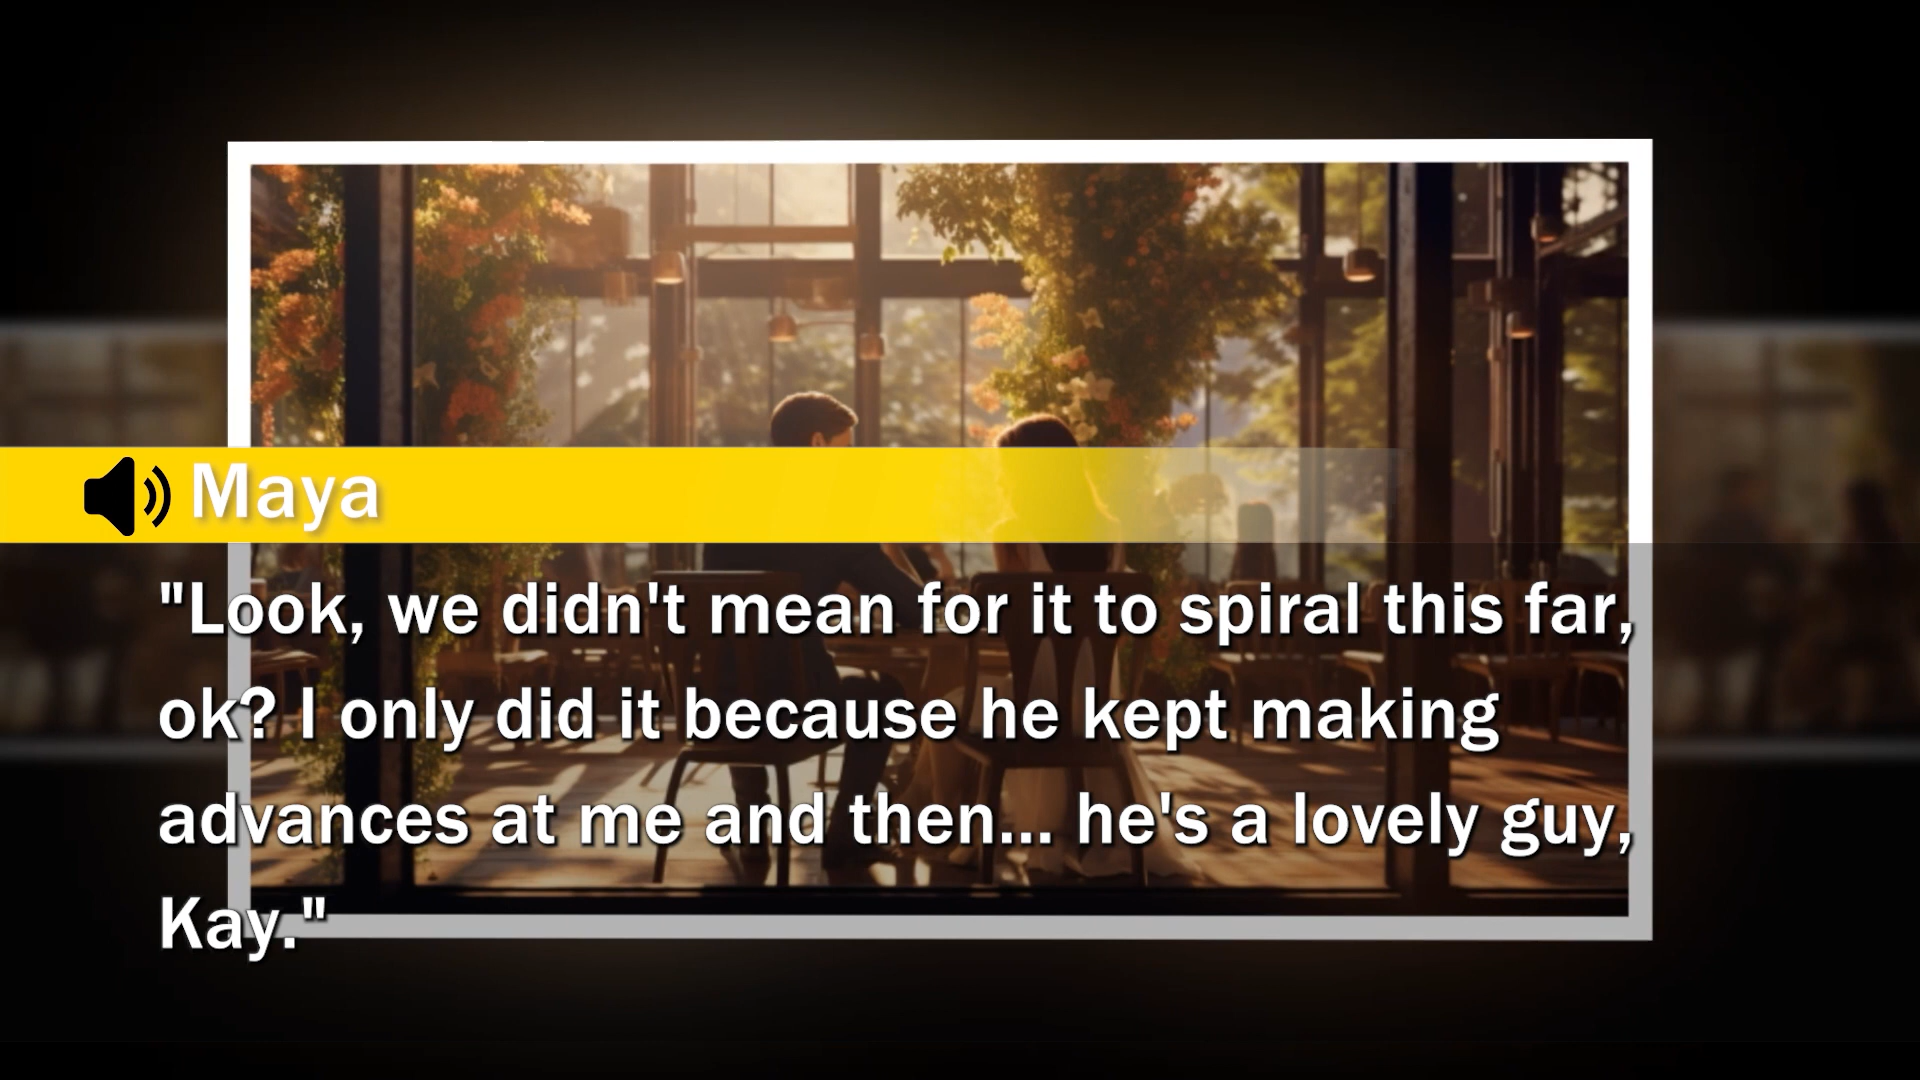 Maya
"Look, we didn't mean for it to spiral this far,
ok? I only did it because he kept making
advances at me and then... he's a lovely guy,
Kay."